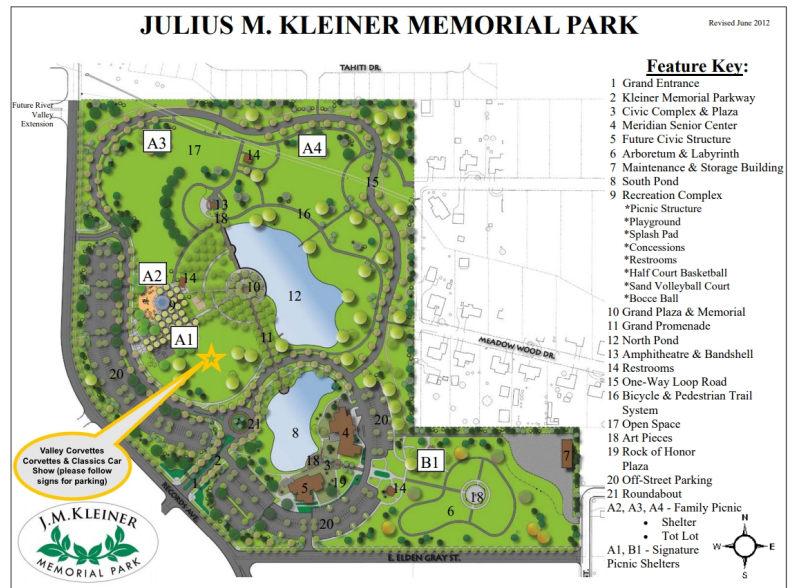 JULIUS M. KLEINER MEMORIAL PARK
Revised June 2012
TAHITI DR.
Future River
Valley
Extension
A3
17
14
A4
15
13
18
16
A2
14
9
10
12
A1
11
MEADOW WOOD DR.
20
21
8
4
20
2
18
3
B1
7
1
5
19
14
18
6
20
RECORDS AVE.
E. ELDEN GRAY ST.
Valley Corvettes
Corvettes & Classics Car
Show (please follow
signs for parking)
J.M. KLEINER
MEMORIAL PARK
Feature Key:
1 Grand Entrance
2 Kleiner Memorial Parkway
3 Civic Complex & Plaza
4 Meridian Senior Center
5 Future Civic Structure
6 Arboretum & Labyrinth
7 Maintenance & Storage Building
8 South Pond
9 Recreation Complex
*Picnic Structure
*Playground
*Splash Pad
*Concessions
*Restrooms
*Half Court Basketball
*Sand Volleyball Court
*Bocce Ball
10 Grand Plaza & Memorial
11 Grand Promenade
12 North Pond
13 Amphitheatre & Bandshell
14 Restrooms
15 One-Way Loop Road
16 Bicycle & Pedestrian Trail
System
17 Open Space
18 Art Pieces
19 Rock of Honor
Plaza
20 Off-Street Parking
21 Roundabout
A2, A3, A4 - Family Picnic
• Shelter
• Tot Lot
A1, B1 - Signature
Picnic Shelters
N
W E
S